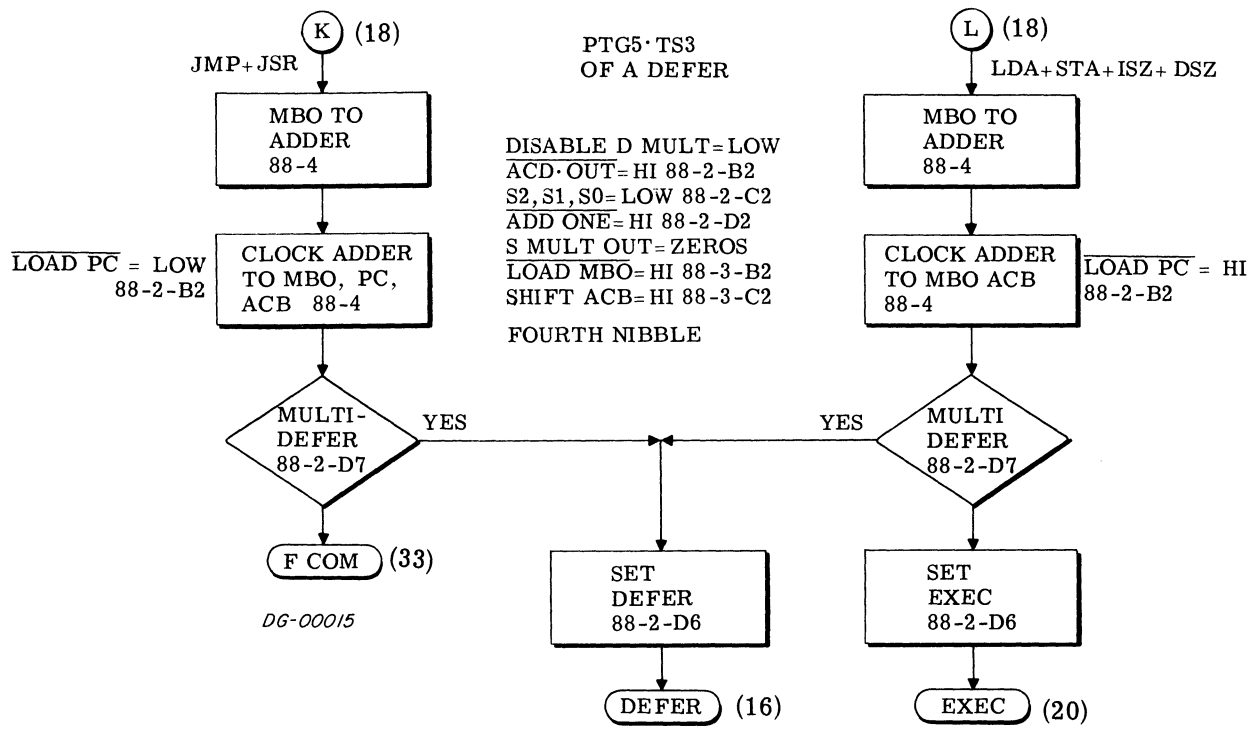 K (18)
JMP+JSR
MBO TO
ADDER
88-4
LOAD PC = LOW
88-2-B2
CLOCK ADDER
TO MBO, PC,
ACB 88-4
MULTI-
DEFER
88-2-D7
YES
F COM (33)
DG-00015
PTG5·TS3
OF A DEFER
DISABLE D MULT=LOW
ACD·OUT=HI 88-2-B2
S2, S1, S0=LOW 88-2-C2
ADD ONE=HI 88-2-D2
S MULT OUT=ZEROS
LOAD MBO=HI 88-3-B2
SHIFT ACB=HI 88-3-C2
FOURTH NIBBLE
SET
DEFER
88-2-D6
DEFER (16)
L (18)
LDA+STA+ISZ+DSZ
MBO TO
ADDER
88-4
CLOCK ADDER
TO MBO ACB
88-4
LOAD PC = HI
88-2-B2
YES
MULTI
DEFER
88-2-D7
SET
EXEC
88-2-D6
EXEC (20)